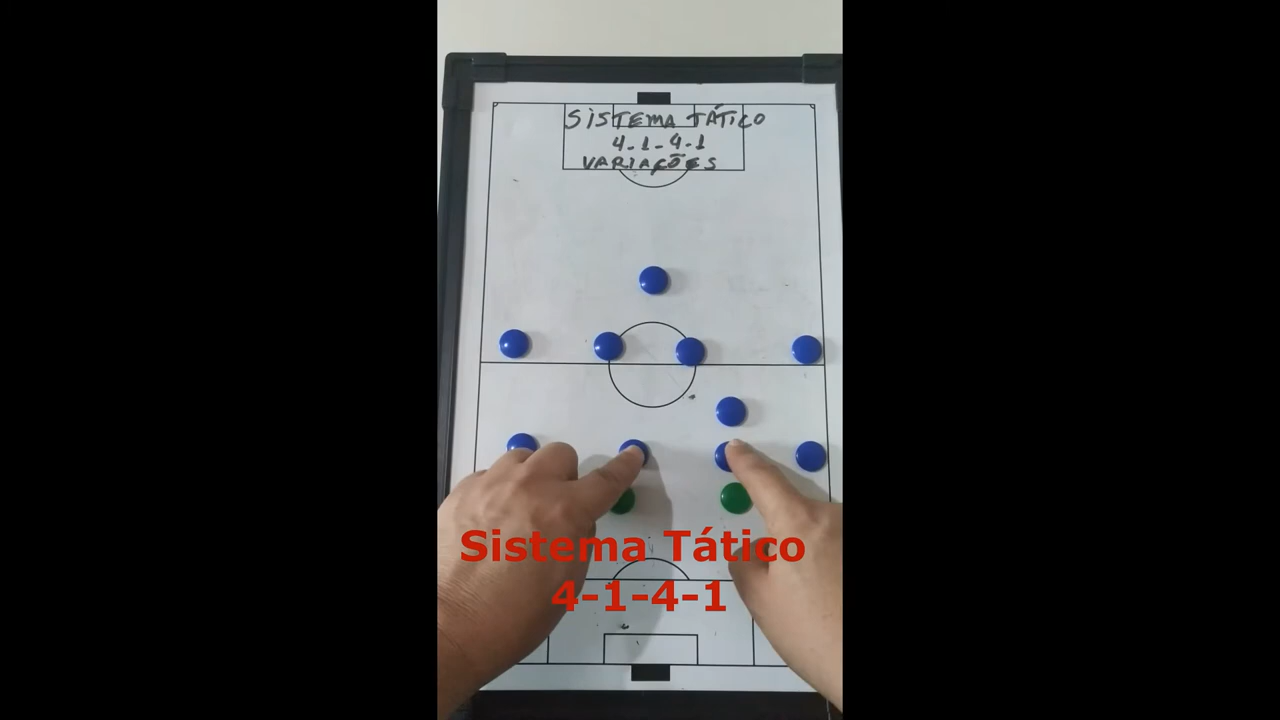 SISTEMA TÁTICO
4-1-4-1
VARIAÇÕES
Sistema Tático
4-1-4-1